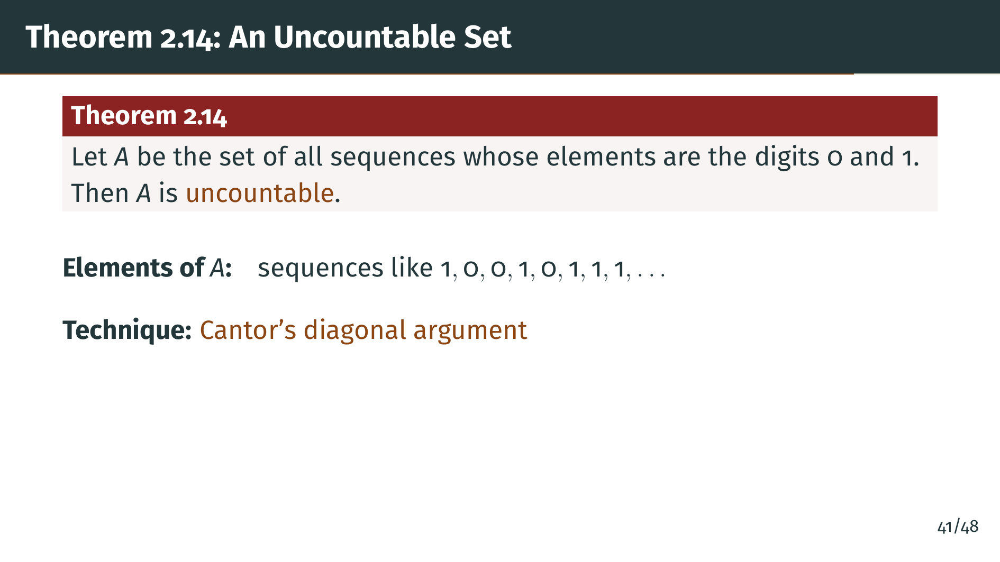 Theorem 2.14: An Uncountable Set
Theorem 2.14
Let A be the set of all sequences whose elements are the digits 0 and 1.
Then A is uncountable.
Elements of A: sequences like 1, 0, 0, 1, 0, 1, 1, 1, . . .
Technique: Cantor’s diagonal argument
41/48